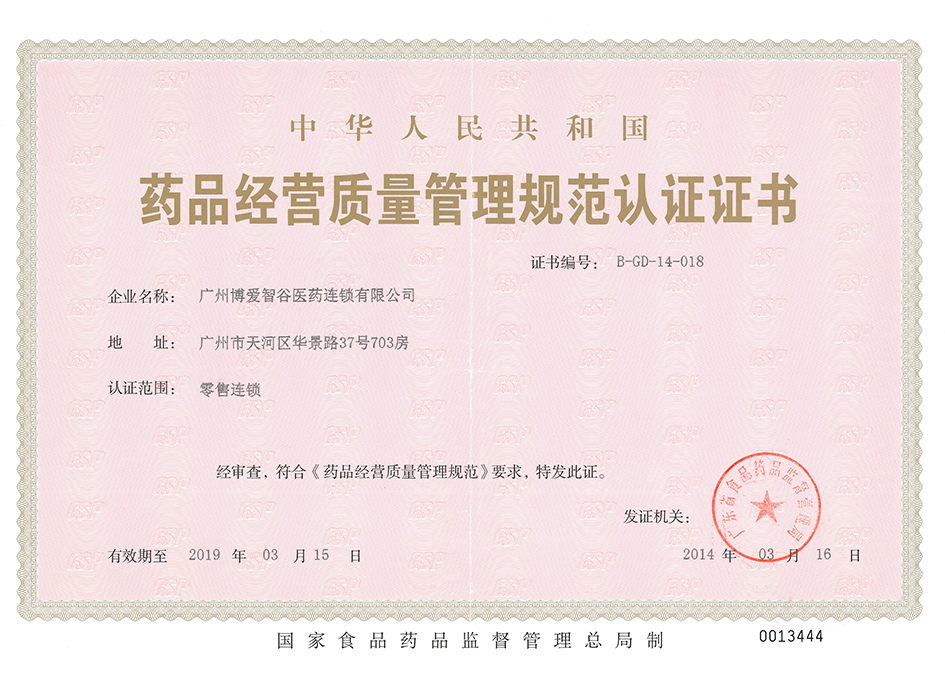 中华人民共和国
药品经营质量管理规范认证证书
证书编号： B-GD-14-018
企业名称： 广州博爱智谷医药连锁有限公司
地 址： 广州市天河区华景路37号703房
认证范围： 零售连锁
经审查，符合《药品经营质量管理规范》要求，特发此证。
发证机关：
广东省食品药品监督管理局
有效期至 2019 年 03 月 15 日
2014 年 03 月 16 日
国家食品药品监督管理总局制
0013444